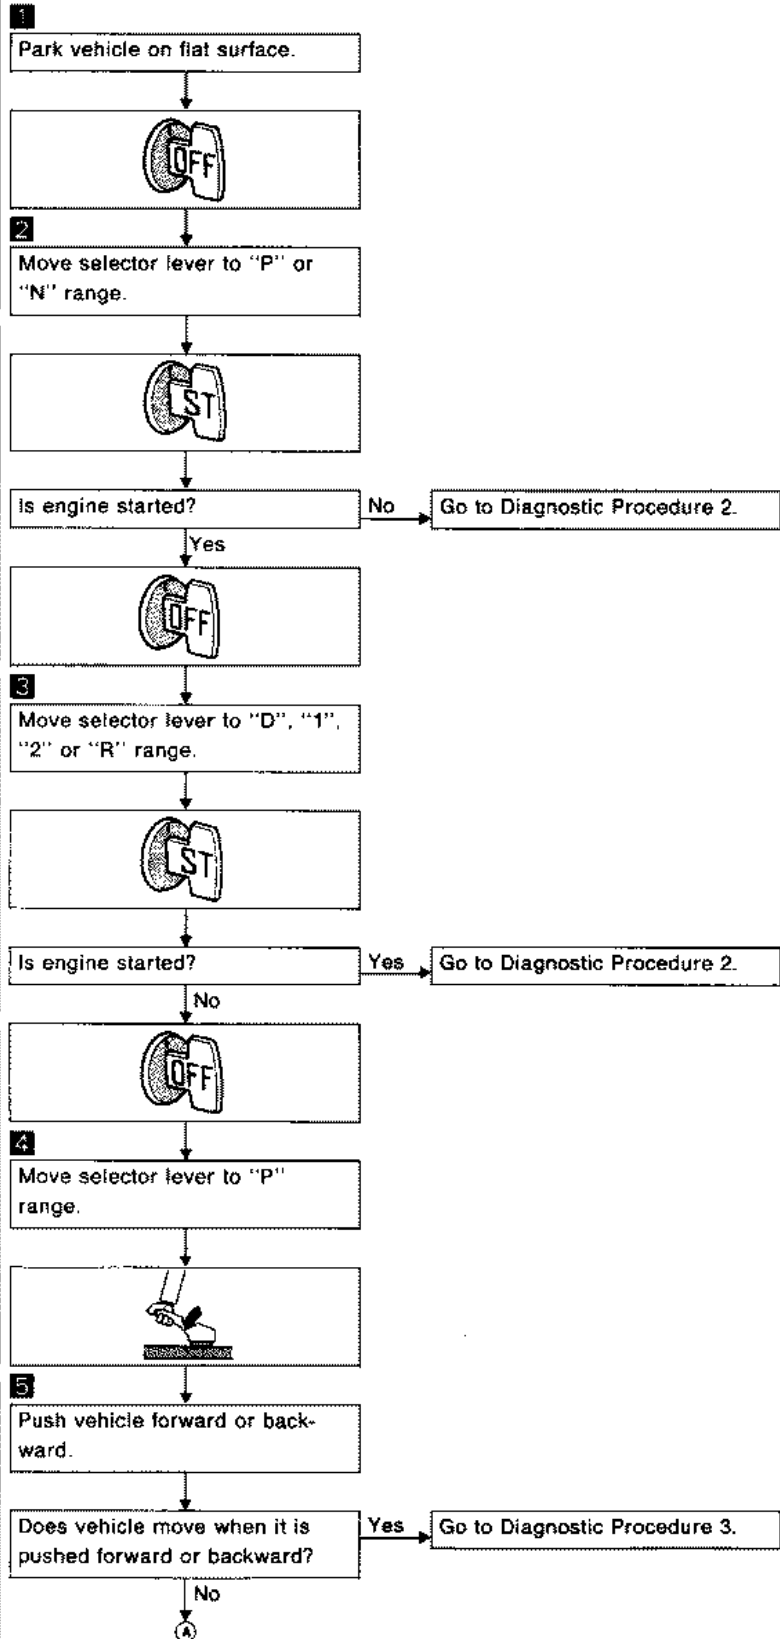 1
Park vehicle on flat surface.
OFF
2
Move selector lever to "P" or
"N" range.
ST
Is engine started?
No
Go to Diagnostic Procedure 2.
Yes
OFF
3
Move selector lever to "D", "1",
"2" or "R" range.
ST
Is engine started?
Yes
Go to Diagnostic Procedure 2.
No
OFF
4
Move selector lever to "P"
range.
5
Push vehicle forward or back-
ward.
Does vehicle move when it is
pushed forward or backward?
Yes
Go to Diagnostic Procedure 3.
No
A